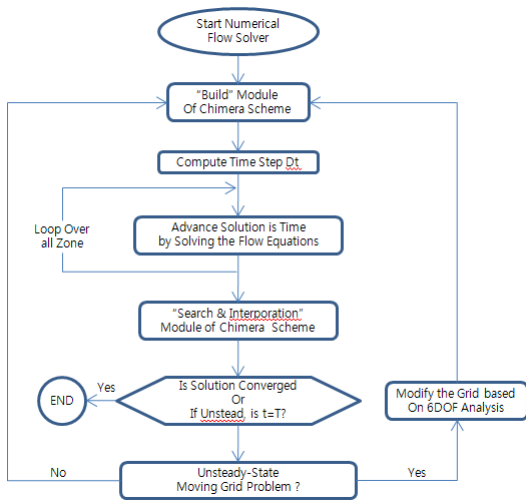 Start Numerical
Flow Solver
"Build" Module
Of Chimera Scheme
Compute Time Step Dt
Loop Over
all Zone
Advance Solution is Time
by Solving the Flow Equations
"Search & Interporation"
Module of Chimera Scheme
Yes
END
Is Solution Converged
Or
If Unstead, is t=T?
Modify the Grid based
On 6DOF Analysis
No
Unsteady-State
Moving Grid Problem ?
Yes